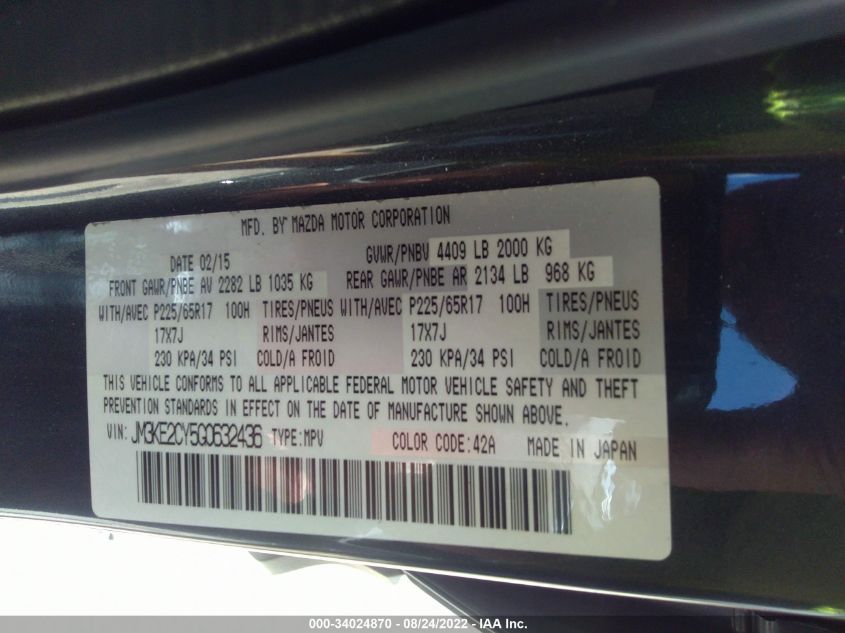 MFD. BY MAZDA MOTOR CORPORATION
DATE 02/15 GVWR/PNBV 4409 LB 2000 KG
FRONT GAWR/PNBE AV 2282 LB 1035 KG REAR GAWR/PNBE AR 2134 LB 968 KG
WITH/AVEC P225/65R17 100H TIRES/PNEUS WITH/AVEC P225/65R17 100H TIRES/PNEUS
17X7J RIMS/JANTES 17X7J RIMS/JANTES
230 KPA/34 PSI COLD/A FROID 230 KPA/34 PSI COLD/A FROID
THIS VEHICLE CONFORMS TO ALL APPLICABLE FEDERAL MOTOR VEHICLE SAFETY AND THEFT
PREVENTION STANDARDS IN EFFECT ON THE DATE OF MANUFACTURE SHOWN ABOVE.
VIN: JM3KE2CY5G0632436 TYPE:MPV COLOR CODE:42A MADE IN JAPAN
000-34024870 - 08/24/2022 - IAA Inc.